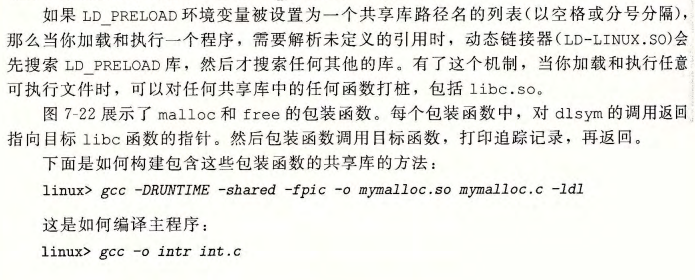 如果 LD_PRELOAD 环境变量被设置为一个共享库路径名的列表(以空格或分号分隔),
那么当你加载和执行一个程序，需要解析未定义的引用时，动态链接器(LD-LINUX.SO)会
先搜索 LD_PRELOAD 库，然后才搜索任何其他的库。有了这个机制，当你加载和执行任意
可执行文件时，可以对任何共享库中的任何函数打桩，包括 libc.so。
图 7-22 展示了 malloc 和 free 的包装函数。每个包装函数中，对 dlsym 的调用返回
指向目标 libc 函数的指针。然后包装函数调用目标函数，打印追踪记录，再返回。
下面是如何构建包含这些包装函数的共享库的方法：
linux> gcc -DRUNTIME -shared -fpic -o mymalloc.so mymalloc.c -ldl
这是如何编译主程序：
linux> gcc -o intr int.c